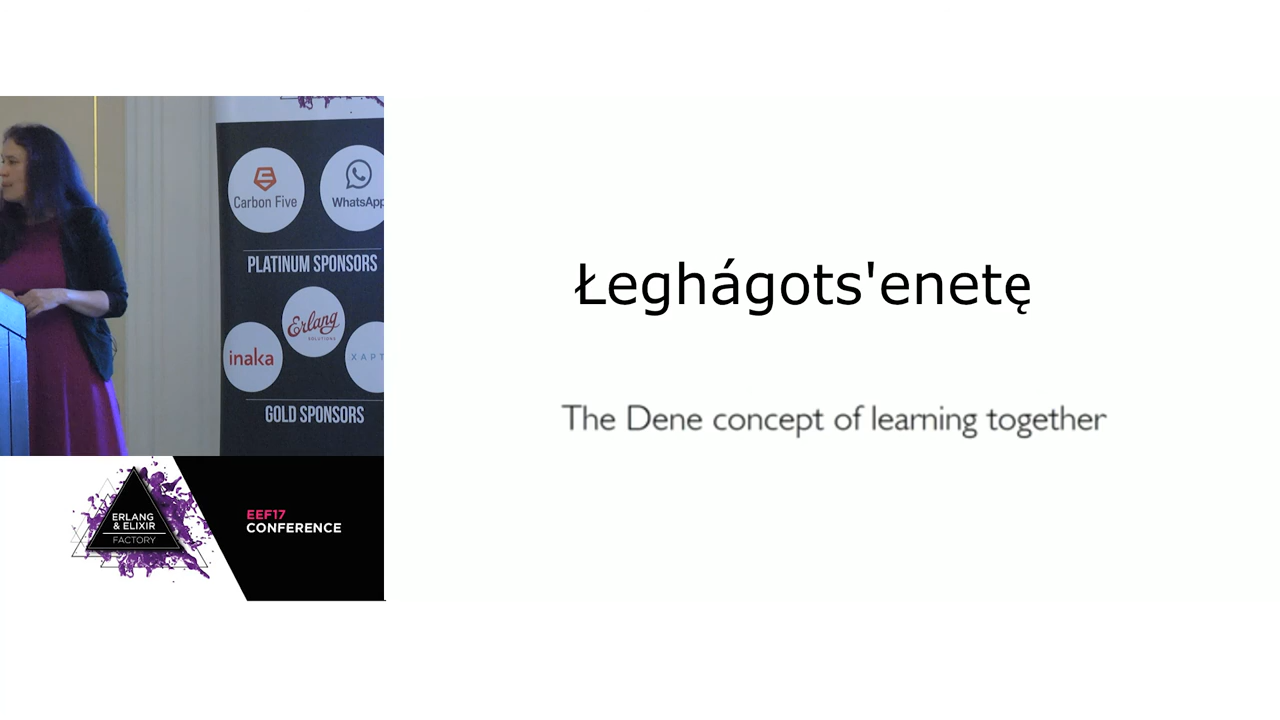 Carbon Five
WhatsApp
PLATINUM SPONSORS
Erlang
SOLUTIONS
inaka
GOLD SPONSORS
ERLANG
& ELIXIR
FACTORY
EEF17
CONFERENCE
Łeghágots'enetę
The Dene concept of learning together